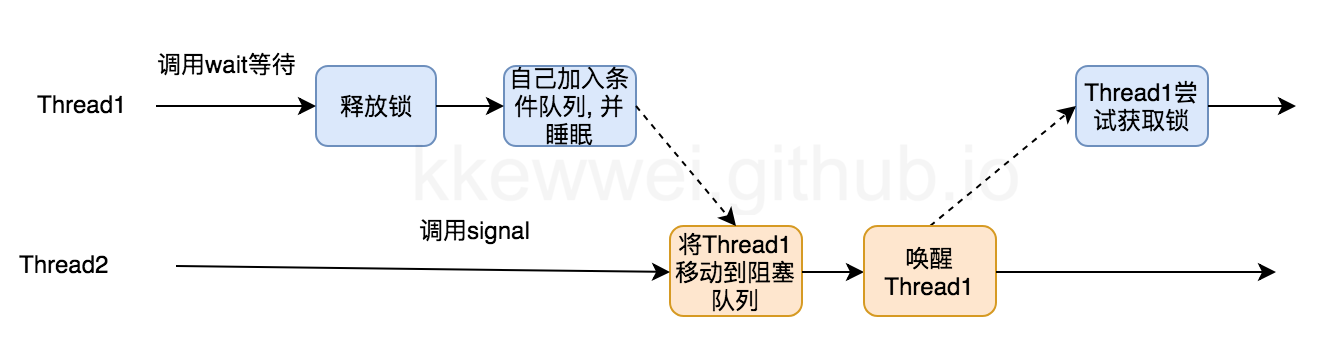 调用wait等待
Thread1
释放锁
自己加入条
件队列, 并
睡眠
Thread1尝
试获取锁
kkewwei.github.io
调用signal
Thread2
将Thread1
移动到阻塞
队列
唤醒
Thread1